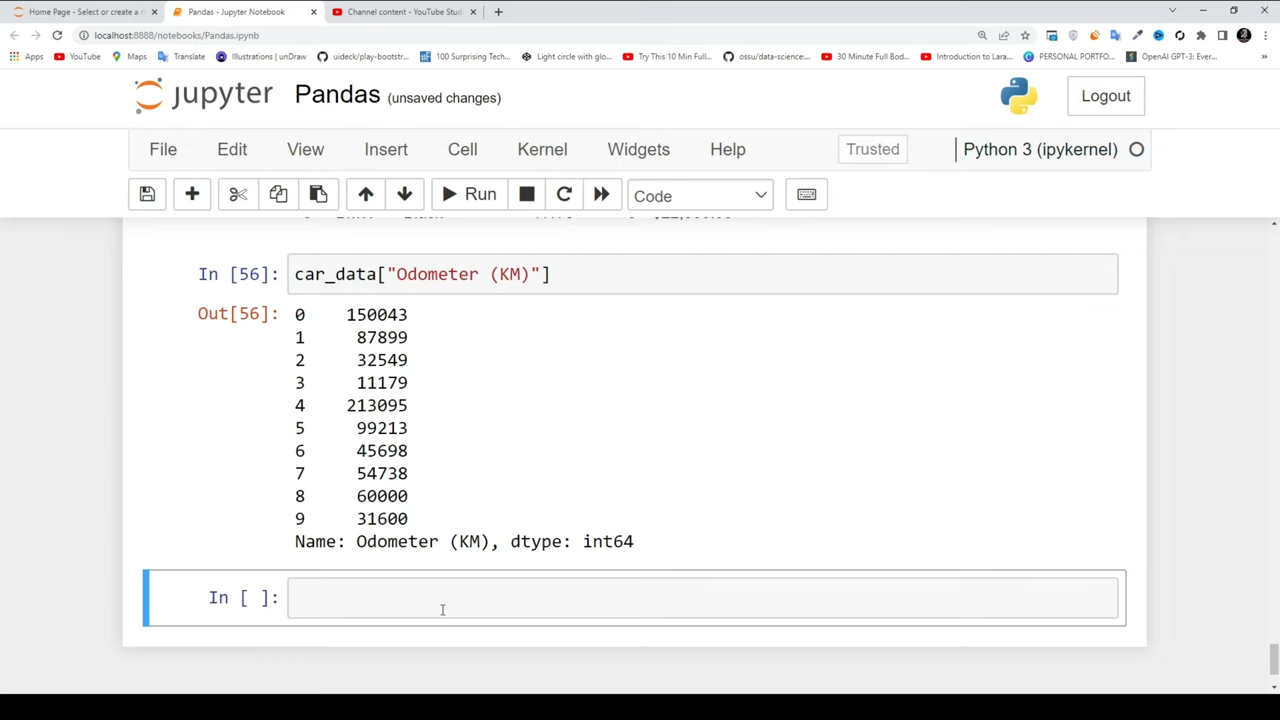 Home Page - Select or create a n
Pandas - Jupyter Notebook
Channel content - YouTube Stud
localhost:8888/notebooks/Pandas.ipynb
Apps
YouTube
Maps
Translate
Illustrations | unDraw
uideck/play-bootstr...
100 Surprising Tech...
Light circle with glo...
Try This 10 Min Full...
ossu/data-science:...
30 Minute Full Bod...
Introduction to Lara...
PERSONAL PORTFO...
OpenAI GPT-3: Ever...
jupyter
Pandas (unsaved changes)
Logout
File Edit View Insert Cell Kernel Widgets Help
Trusted
Python 3 (ipykernel)
Run
Code
In [56]: car_data["Odometer (KM)"]
Out[56]: 0 150043
1 87899
2 32549
3 11179
4 213095
5 99213
6 45698
7 54738
8 60000
9 31600
Name: Odometer (KM), dtype: int64
In [ ]: